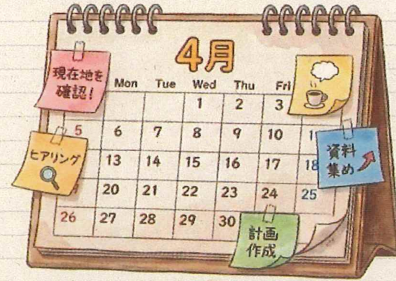 4月
現在地を
確認!
Mon Tue Wed Thu Fri
1 2 3
5 6 7 8 9 10
ヒアリング
13 14 15 16 17 18
資料
集め
20 21 22 23 24 25
26 27 28 29 30
計画
作成